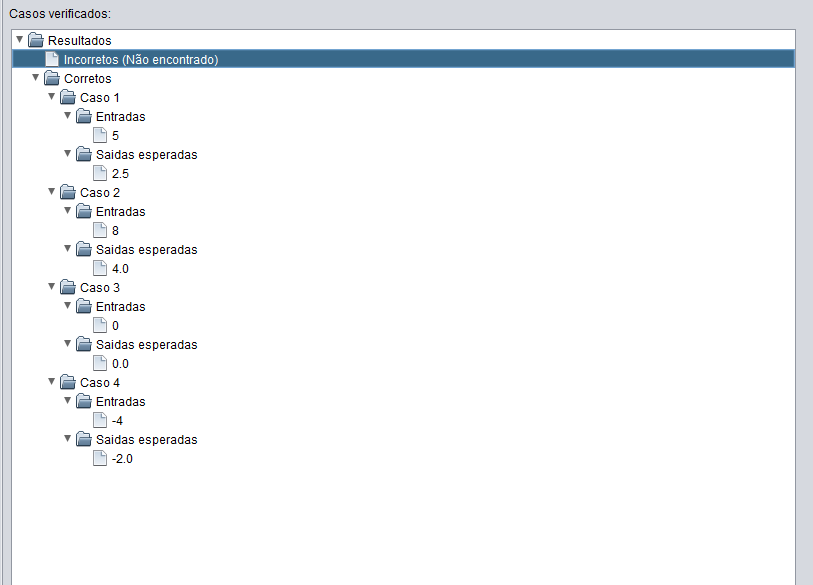 Casos verificados:
Resultados
Incorretos (Não encontrado)
Corretos
Caso 1
Entradas
5
Saidas esperadas
2.5
Caso 2
Entradas
8
Saidas esperadas
4.0
Caso 3
Entradas
0
Saidas esperadas
0.0
Caso 4
Entradas
-4
Saidas esperadas
-2.0